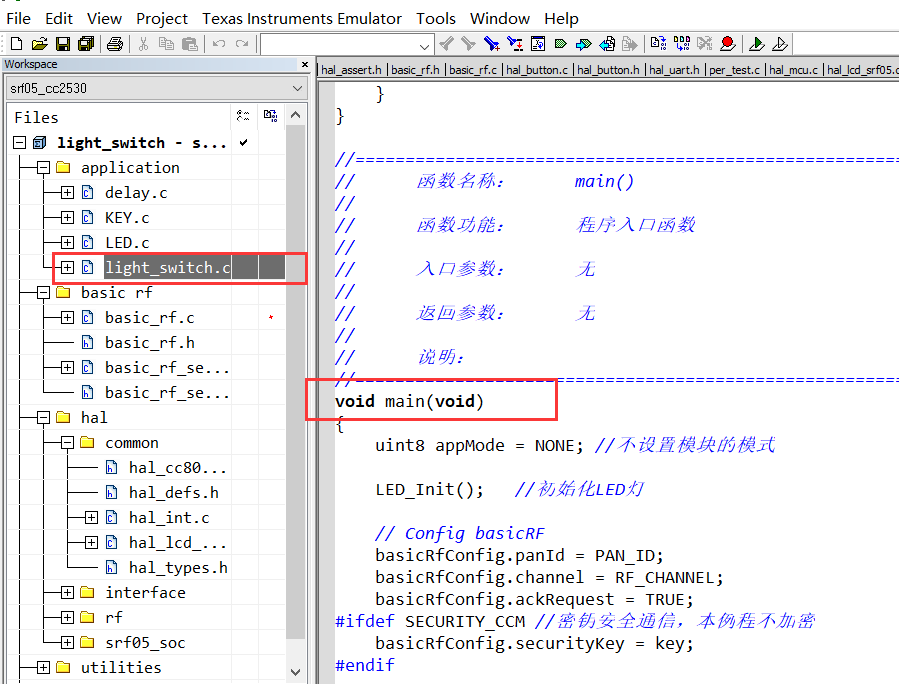 File Edit View Project Texas Instruments Emulator Tools Window Help
Workspace
srf05_cc2530
Files
light_switch - s...
application
delay.c
KEY.c
LED.c
light_switch.c
basic rf
basic_rf.c
basic_rf.h
basic_rf_se...
basic_rf_se...
hal
common
hal_cc80...
hal_defs.h
hal_int.c
hal_lcd_...
hal_types.h
interface
rf
srf05_soc
utilities
hal_assert.h | basic_rf.h | basic_rf.c | hal_button.c | hal_button.h | hal_uart.h | per_test.c | hal_mcu.c | hal_lcd_srf05.c
}
}
//=======================================================
// 函数名称: main()
//
// 函数功能: 程序入口函数
//
// 入口参数: 无
//
// 返回参数: 无
//
// 说明:
//=======================================================
void main(void)
{
uint8 appMode = NONE; //不设置模块的模式
LED_Init(); //初始化LED灯
// Config basicRF
basicRfConfig.panId = PAN_ID;
basicRfConfig.channel = RF_CHANNEL;
basicRfConfig.ackRequest = TRUE;
#ifdef SECURITY_CCM //密钥安全通信，本例程不加密
basicRfConfig.securityKey = key;
#endif